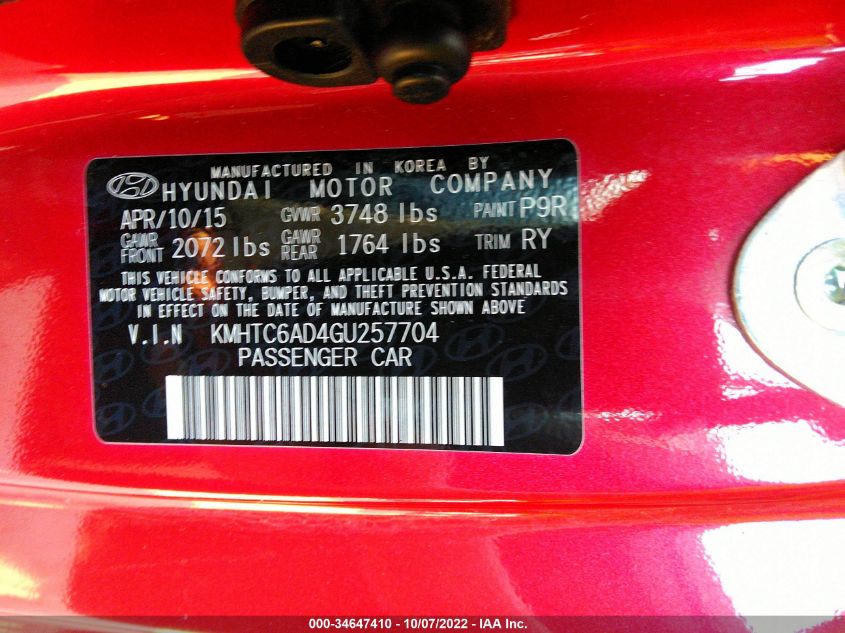 MANUFACTURED IN KOREA BY
HYUNDAI MOTOR COMPANY
APR/10/15 GVWR 3748 lbs PAINT P9R
GAWR FRONT 2072 lbs GAWR REAR 1764 lbs TRIM RY
THIS VEHICLE CONFORMS TO ALL APPLICABLE U.S.A. FEDERAL
MOTOR VEHICLE SAFETY, BUMPER, AND THEFT PREVENTION STANDARDS
IN EFFECT ON THE DATE OF MANUFACTURE SHOWN ABOVE
V.I.N KMHTC6AD4GU257704
PASSENGER CAR
000-34647410 - 10/07/2022 - IAA Inc.